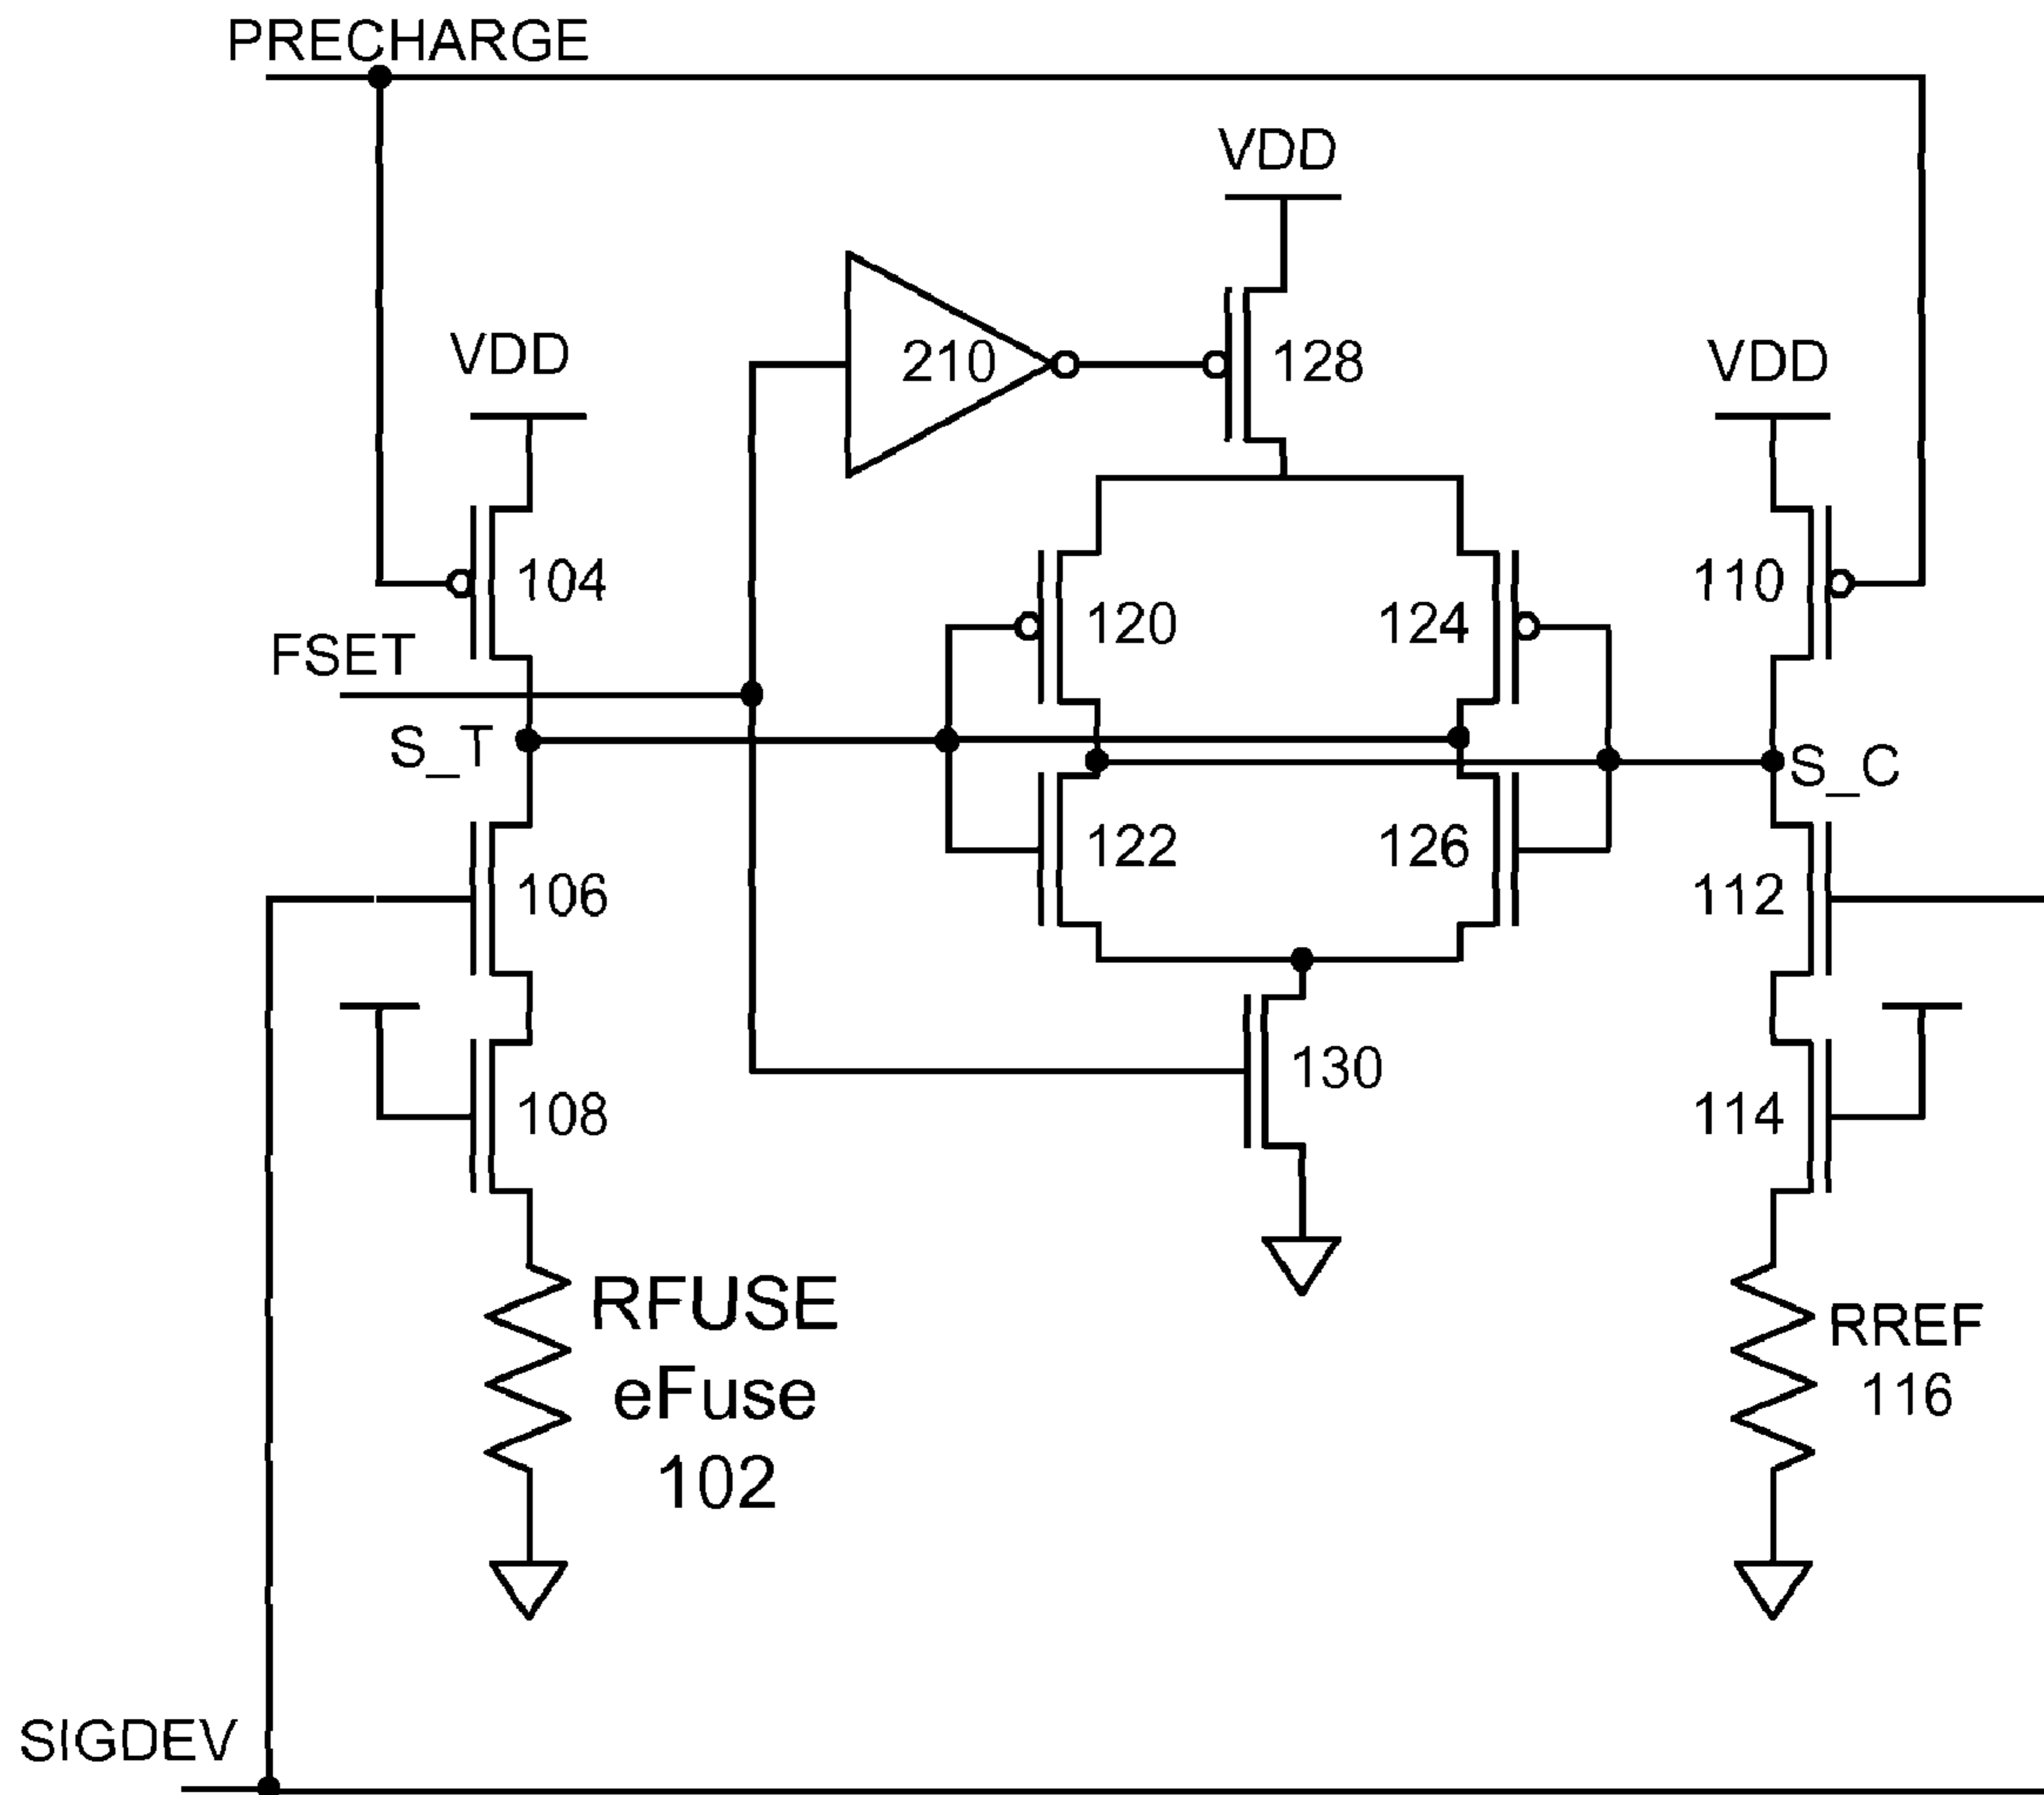 PRECHARGE
VDD
210
128
VDD
VDD
104
110
120
124
FSET
S_T
S_C
122
126
106
112
130
108
114
RFUSE
eFuse
102
RREF
116
SIGDEV